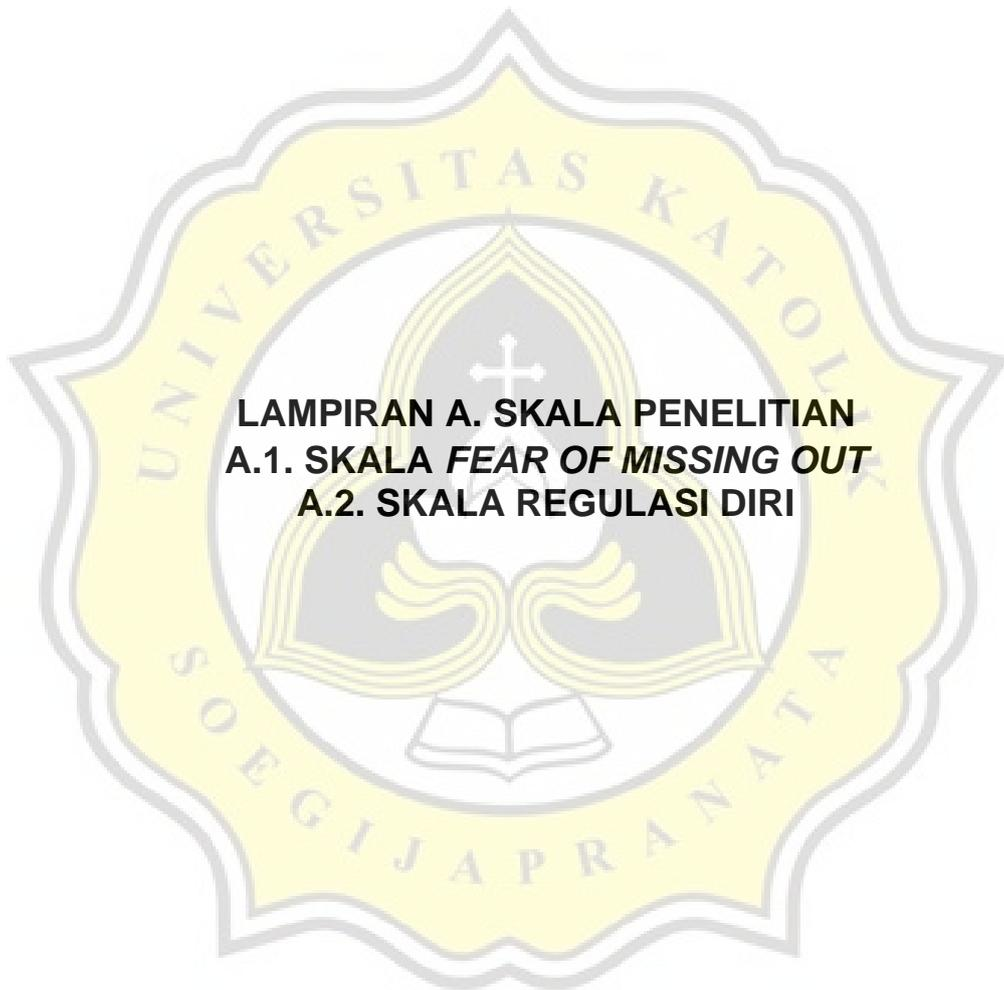 UNIVERSITAS KATOLIK
LAMPIRAN A. SKALA PENELITIAN
A.1. SKALA FEAR OF MISSING OUT
A.2. SKALA REGULASI DIRI
SOEGIJAPRANATA